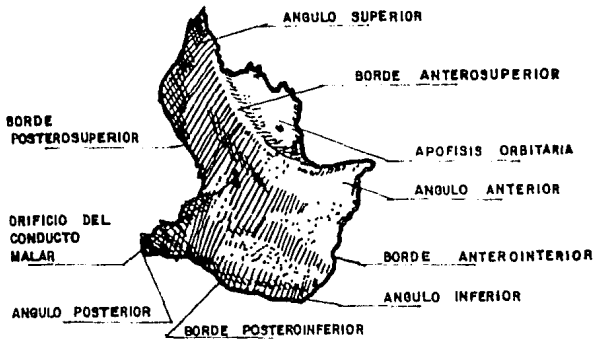 ANGULO SUPERIOR
BORDE ANTEROSUPERIOR
BORDE
POSTEROSUPERIOR
APOFISIS ORBITARIA
ANGULO ANTERIOR
ORIFICIO DEL
CONDUCTO
MALAR
BORDE ANTEROINTERIOR
ANGULO INFERIOR
ANGULO POSTERIOR
BORDE POSTEROINFERIOR